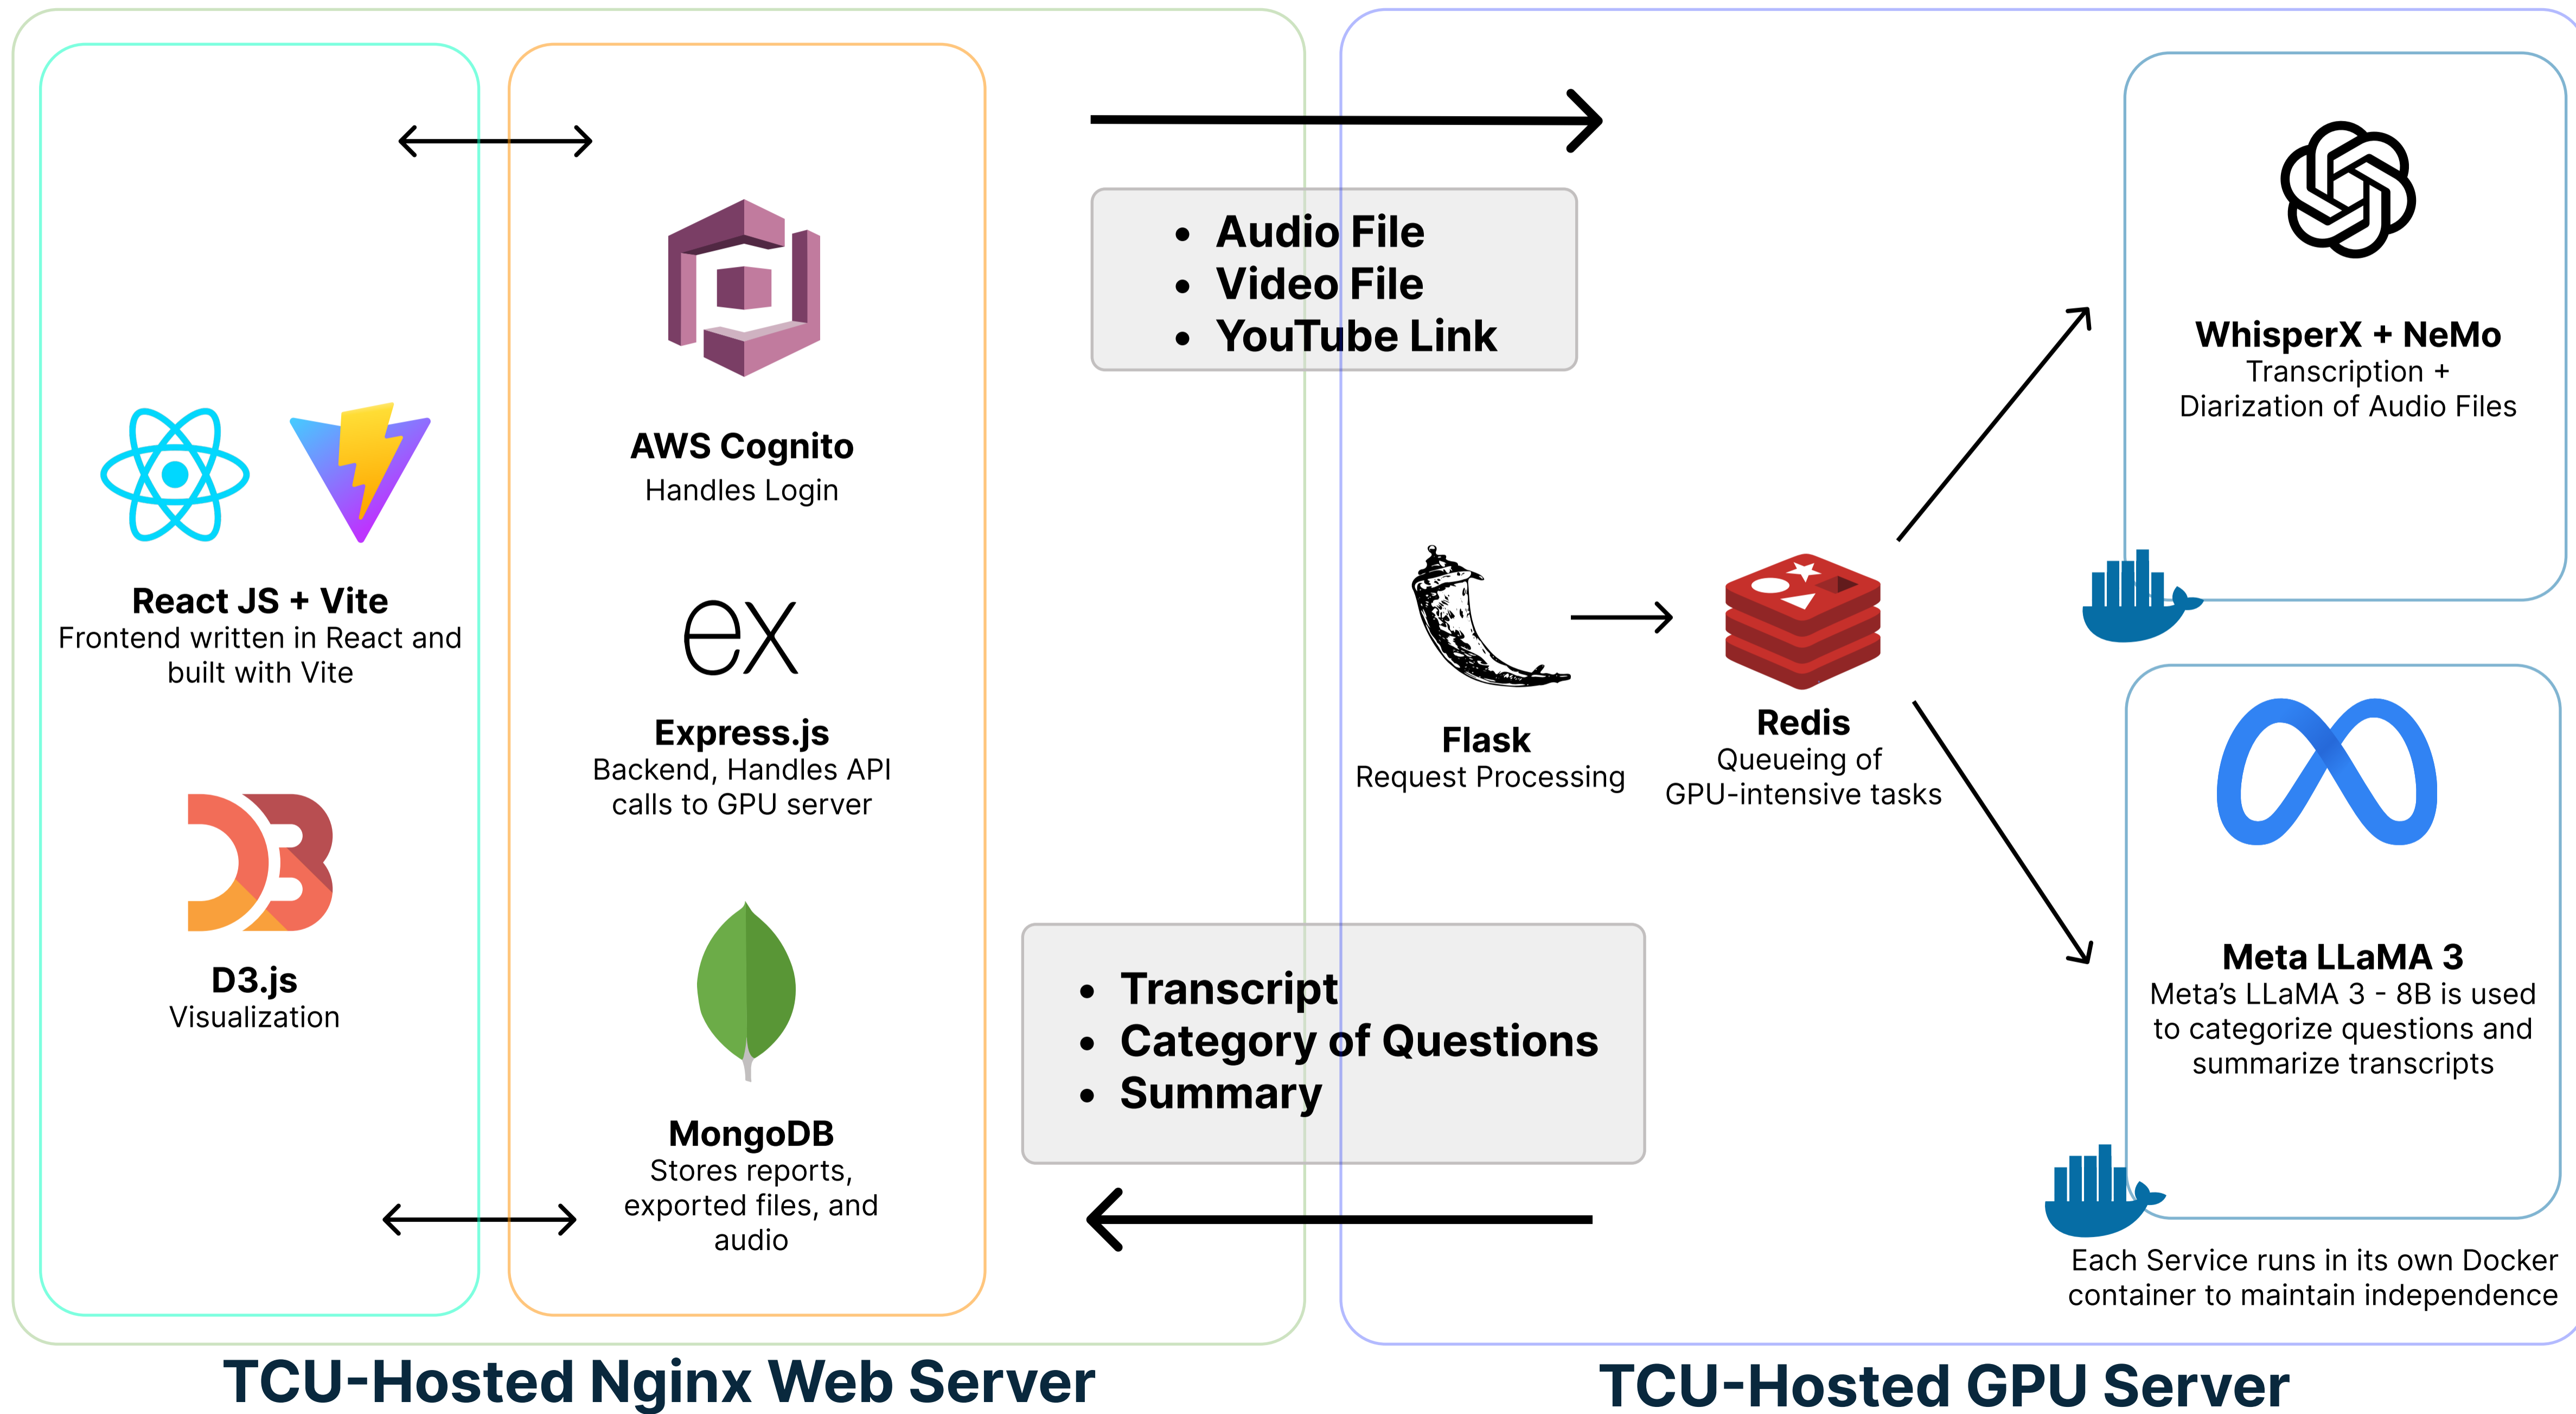 React JS + Vite
Frontend written in React and
built with Vite
D3.js
Visualization
AWS Cognito
Handles Login
ex
Express.js
Backend, Handles API
calls to GPU server
MongoDB
Stores reports,
exported files, and
audio
• Audio File
• Video File
• YouTube Link
• Transcript
• Category of Questions
• Summary
Flask
Request Processing
Redis
Queueing of
GPU-intensive tasks
WhisperX + NeMo
Transcription +
Diarization of Audio Files
Meta LLaMA 3
Meta’s LLaMA 3 - 8B is used
to categorize questions and
summarize transcripts
Each Service runs in its own Docker
container to maintain independence
TCU-Hosted Nginx Web Server
TCU-Hosted GPU Server